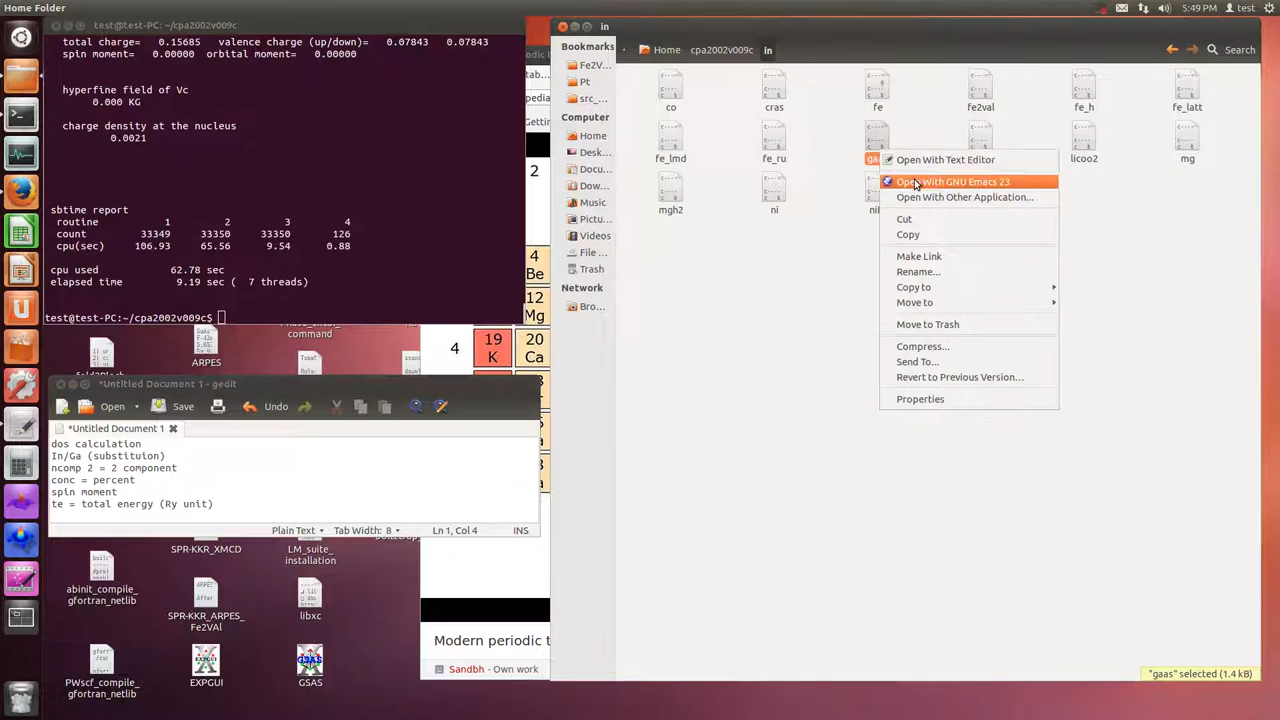 Home Folder
5:49 PM
test
test@test-PC: ~/cpa2002v009c
total charge= 0.15685 valence charge (up/down)= 0.07843 0.07843
spin moment= 0.00000 orbital moment= 0.00000
hyperfine field of Vc
0.000 KG
charge density at the nucleus
0.0021
sbtime report
routine 1 2 3 4
count 33349 33350 33350 126
cpu(sec) 106.93 65.56 9.54 0.88
cpu used 62.78 sec
elapsed time 9.19 sec ( 7 threads)
test@test-PC:~/cpa2002v009c$
2
4
Be
12
Mg
4
19
K
20
Ca
command
ARPES
*Untitled Document 1 - gedit
Open
Save
Undo
*Untitled Document 1
dos calculation
In/Ga (substituion)
ncomp 2 = 2 component
conc = percent
spin moment
te = total energy (Ry unit)
Plain Text
Tab Width: 8
Ln 1, Col 4
INS
SPR-KKR_XMCD
LM_suite_
installation
abinit_compile_
gfortran_netlib
SPR-KKR_ARPES_
Fe2VAl
libxc
PWscf_compile_
gfortran_netlib
EXPGUI
GSAS
Modern periodic t
Sandbh - Own work
in
Bookmarks
Fe2V...
Pt
src_...
Computer
Home
Desk...
Docu...
Dow...
Music
Pictu...
Videos
File ...
Trash
Network
Bro...
Home
cpa2002v009c
in
Search
co
cras
fe
fe2val
fe_h
fe_latt
fe_lmd
fe_ru
licoo2
mg
mgh2
ni
Open With Text Editor
Open With GNU Emacs 23
Open With Other Application...
Cut
Copy
Make Link
Rename...
Copy to
Move to
Move to Trash
Compress...
Send To...
Revert to Previous Version...
Properties
"gaas" selected (1.4 kB)